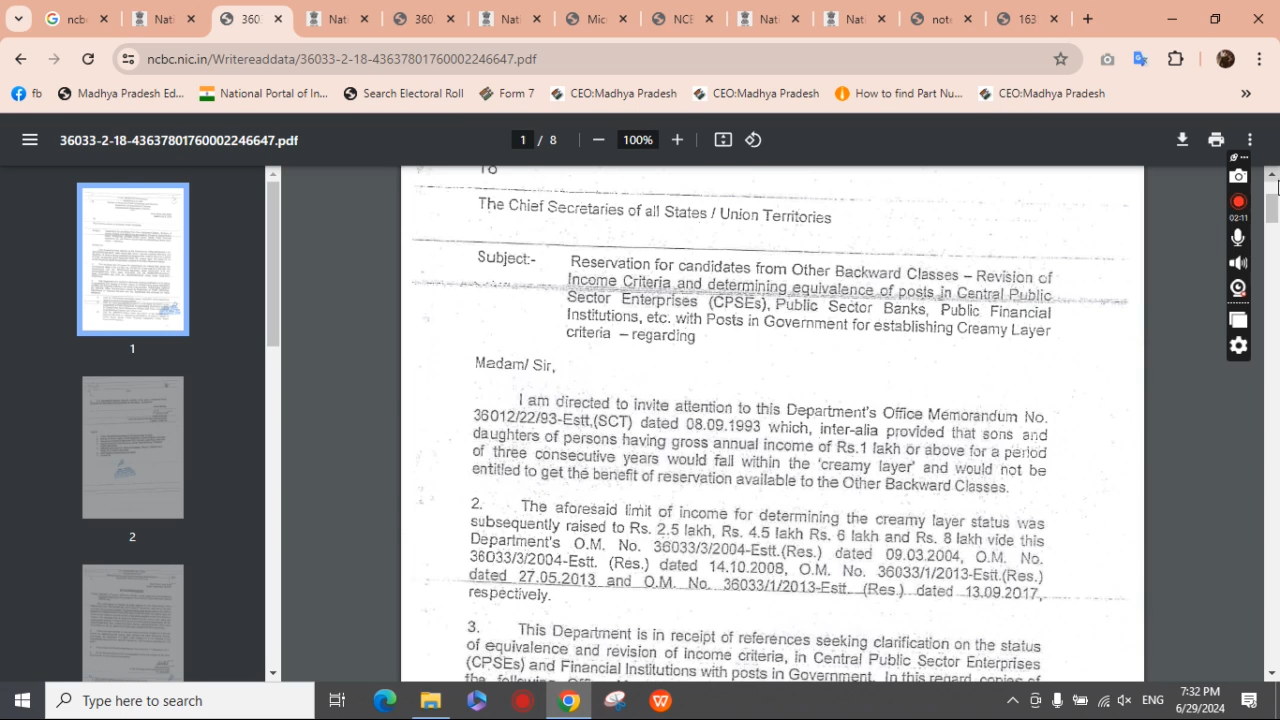 ncbc
Nati
360
Nati
360
Nati
Mic
NCE
Nati
Nati
note
163
ncbc.nic.in/Writereaddata/36033-2-18-43637801760002246647.pdf
fb
Madhya Pradesh Ed...
National Portal of In...
Search Electoral Roll
Form 7
CEO:Madhya Pradesh
CEO:Madhya Pradesh
How to find Part Nu...
CEO:Madhya Pradesh
36033-2-18-43637801760002246647.pdf
1 / 8
100%
02:11
1
2
The Chief Secretaries of all States / Union Territories
Subject:- Reservation for candidates from Other Backward Classes – Revision of
Income Criteria and determining equivalence of posts in Central Public
Sector Enterprises (CPSEs), Public Sector Banks, Public Financial
Institutions, etc. with Posts in Government for establishing Creamy Layer
criteria – regarding
Madam/ Sir,
I am directed to invite attention to this Department's Office Memorandum No.
36012/22/93-Estt.(SCT) dated 08.09.1993 which, inter-alia provided that sons and
daughters of persons having gross annual income of Rs.1 lakh or above for a period
of three consecutive years would fall within the 'creamy layer' and would not be
entitled to get the benefit of reservation available to the Other Backward Classes.
2. The aforesaid limit of income for determining the creamy layer status was
subsequently raised to Rs. 2.5 lakh, Rs. 4.5 lakh Rs. 6 lakh and Rs. 8 lakh vide this
Department's O.M. No. 36033/3/2004-Estt.(Res.) dated 09.03.2004, O.M. No.
36033/3/2004-Estt. (Res.) dated 14.10.2008, O.M. No. 36033/1/2013-Estt.(Res.)
dated 27.05.2013 and O.M. No. 36033/1/2013-Estt. (Res.) dated 13.09.2017,
respectively.
3. This Department is in receipt of references seeking clarification on the status
of equivalence and revision of income criteria, in Central Public Sector Enterprises
(CPSEs) and Financial Institutions with posts in Government. In this regard, copies of
Type here to search
ENG
7:32 PM
6/29/2024